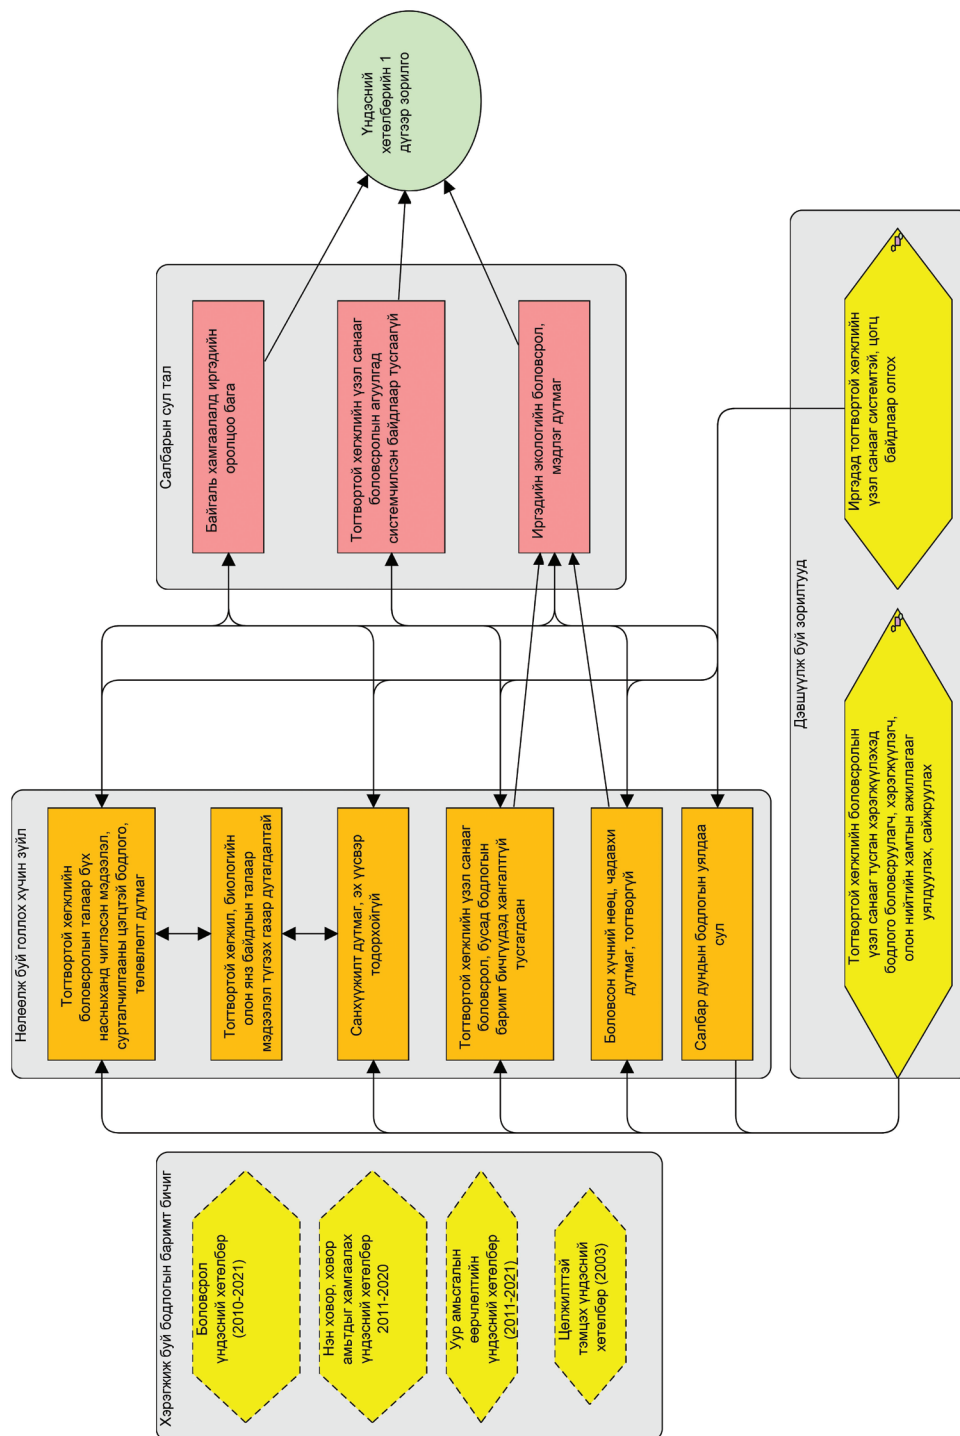 Хэрэгжиж буй бодлогын баримт бичиг
Боловсрол
үндэсний хөтөлбөр
(2010-2021)
Нэн ховор, ховор
амьтдыг хамгаалах
үндэсний хөтөлбөр
2011-2020
Уур амьсгалын
өөрчлөлтийн
үндэсний хөтөлбөр
(2011-2021)
Цөлжилттэй
тэмцэх үндэсний
хөтөлбөр (2003)
Нөлөөлж буй голлох хүчин зүйл
Тогтвортой хөгжлийн
боловсролын талаар бүх
насныханд чиглэсэн мэдээлэл,
сурталчилгааны цэгцтэй бодлого,
төлөвлөлт дутмаг
Тогтвортой хөгжил, биологийн
олон янз байдлын талаар
мэдээлэл түгээх газар дутагдалтай
Санхүүжилт дутмаг, эх үүсвэр
тодорхойгүй
Тогтвортой хөгжлийн үзэл санааг
боловсрол, бусад бодлогын
баримт бичгүүдэд хангалтгүй
тусгагдсан
Боловсон хүчний нөөц, чадавхи
дутмаг, тогтворгүй
Салбар дундын бодлогын уялдаа
сул
Салбарын сул тал
Байгаль хамгаалалд иргэдийн
оролцоо бага
Тогтвортой хөгжлийн үзэл санааг
боловсролын агуулгад
системчилсэн байдлаар тусгаагүй
Иргэдийн экологийн боловсрол,
мэдлэг дутмаг
Үндэсний
хөтөлбөрийн 1
дүгээр зорилго
Дэвшүүлж буй зорилтууд
Тогтвортой хөгжлийн боловсролын
үзэл санааг тусган хэрэгжүүлэхэд
бодлого боловсруулагч, хэрэгжүүлэгч,
олон нийтийн хамтын ажиллагааг
уялдуулах, сайжруулах
Иргэдэд тогтвортой хөгжлийн
үзэл санааг системтэй, цогц
байдлаар олгох